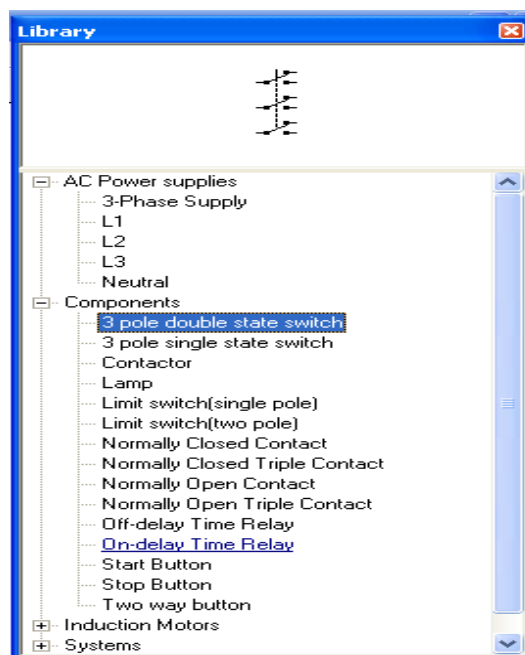 Library
AC Power supplies
3-Phase Supply
L1
L2
L3
Neutral
Components
3 pole double state switch
3 pole single state switch
Contactor
Lamp
Limit switch(single pole)
Limit switch(two pole)
Normally Closed Contact
Normally Closed Triple Contact
Normally Open Contact
Normally Open Triple Contact
Off-delay Time Relay
On-delay Time Relay
Start Button
Stop Button
Two way button
Induction Motors
Systems